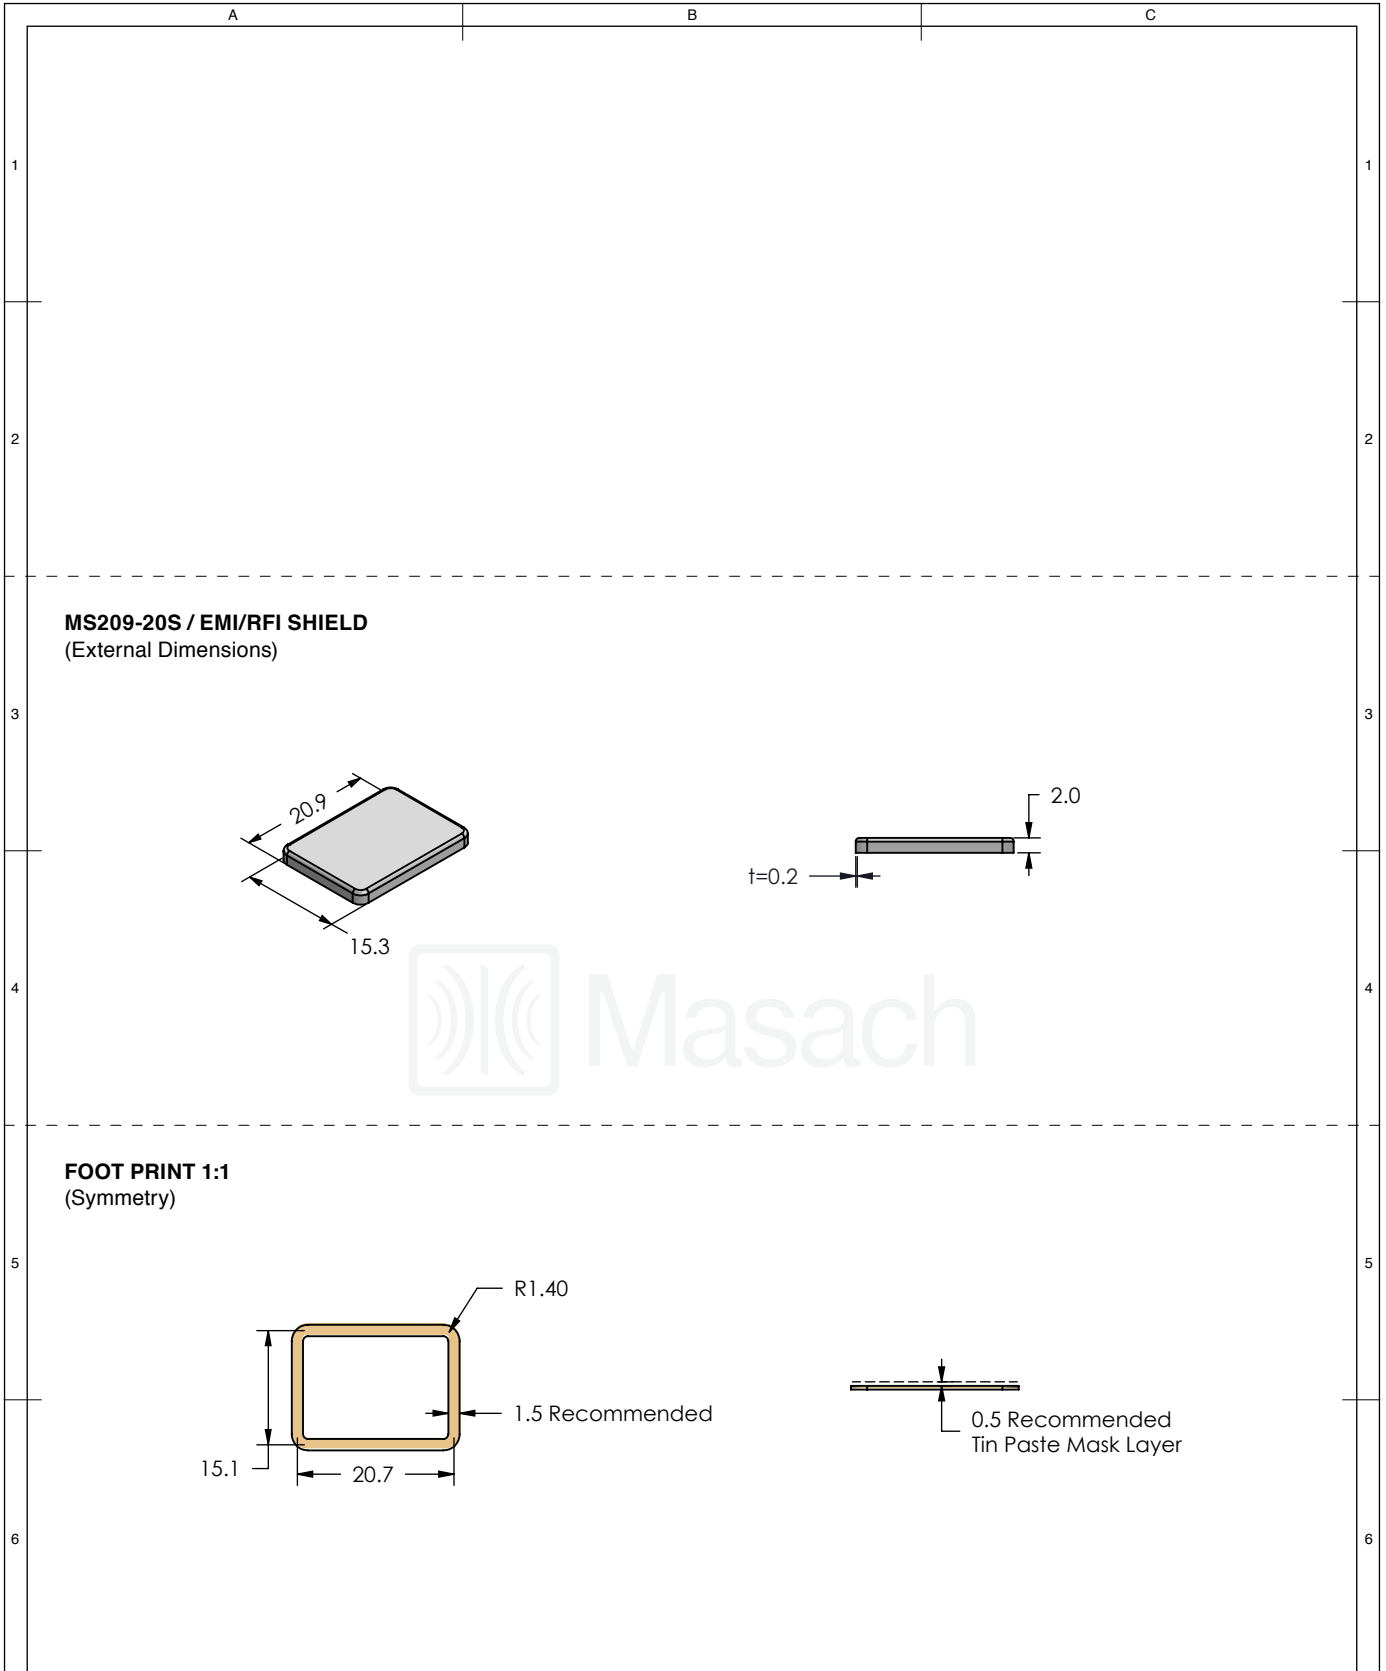 A B C
1 1
2 2
MS209-20S / EMI/RFI SHIELD
(External Dimensions)
3 3
20.9
2.0
t=0.2
15.3
Masach
4 4
FOOT PRINT 1:1
(Symmetry)
5 5
R1.40
1.5 Recommended
0.5 Recommended
Tin Paste Mask Layer
15.1
20.7
6 6